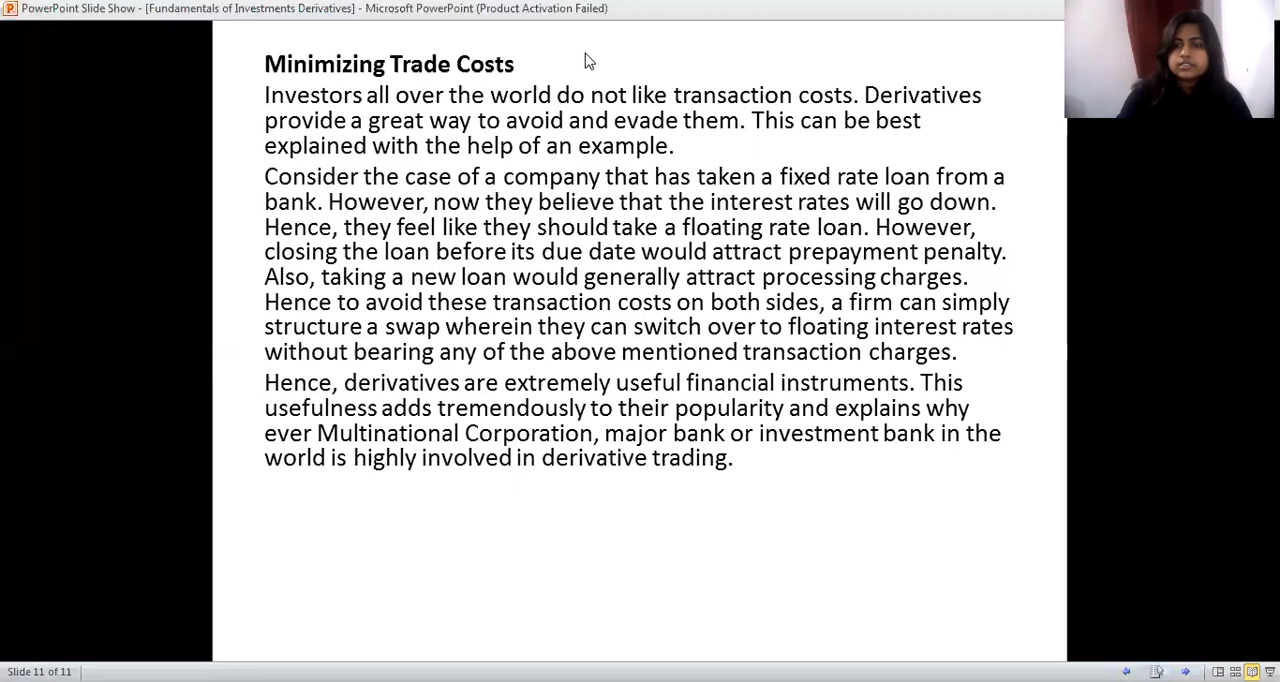 PowerPoint Slide Show - [Fundamentals of Investments Derivatives] - Microsoft PowerPoint (Product Activation Failed)
Minimizing Trade Costs
Investors all over the world do not like transaction costs. Derivatives
provide a great way to avoid and evade them. This can be best
explained with the help of an example.
Consider the case of a company that has taken a fixed rate loan from a
bank. However, now they believe that the interest rates will go down.
Hence, they feel like they should take a floating rate loan. However,
closing the loan before its due date would attract prepayment penalty.
Also, taking a new loan would generally attract processing charges.
Hence to avoid these transaction costs on both sides, a firm can simply
structure a swap wherein they can switch over to floating interest rates
without bearing any of the above mentioned transaction charges.
Hence, derivatives are extremely useful financial instruments. This
usefulness adds tremendously to their popularity and explains why
ever Multinational Corporation, major bank or investment bank in the
world is highly involved in derivative trading.
Slide 11 of 11